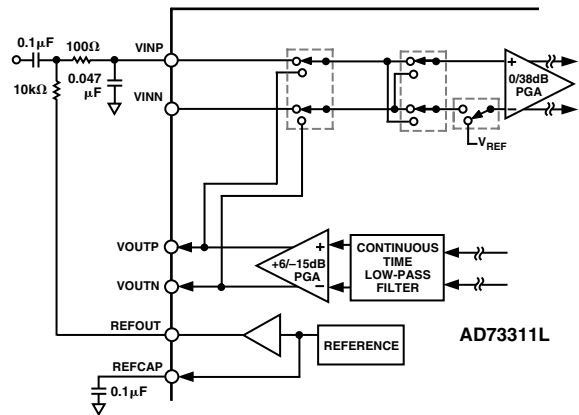 0.1μF
100Ω
VINP
0.047
μF
10kΩ
VINN
+
0/38dB
PGA
–
VREF
VOUTP
+
+6/–15dB
PGA
–
CONTINUOUS
TIME
LOW-PASS
FILTER
VOUTN
REFOUT
REFERENCE
AD73311L
REFCAP
0.1μF